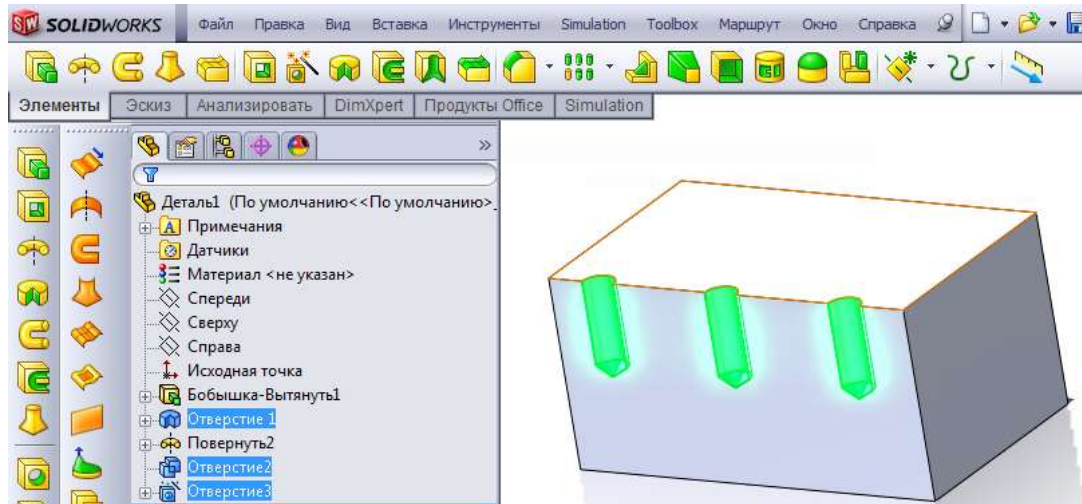 SOLIDWORKS Файл Правка Вид Вставка Инструменты Simulation Toolbox Маршрут Окно Справка
Элементы Эскиз Анализировать DimXpert Продукты Office Simulation
Деталь1 (По умолчанию<<По умолчанию>_
Примечания
Датчики
Материал <не указан>
Спереди
Сверху
Справа
Исходная точка
Бобышка-Вытянуть1
Отверстие 1
Повернуть2
Отверстие2
Отверстие3